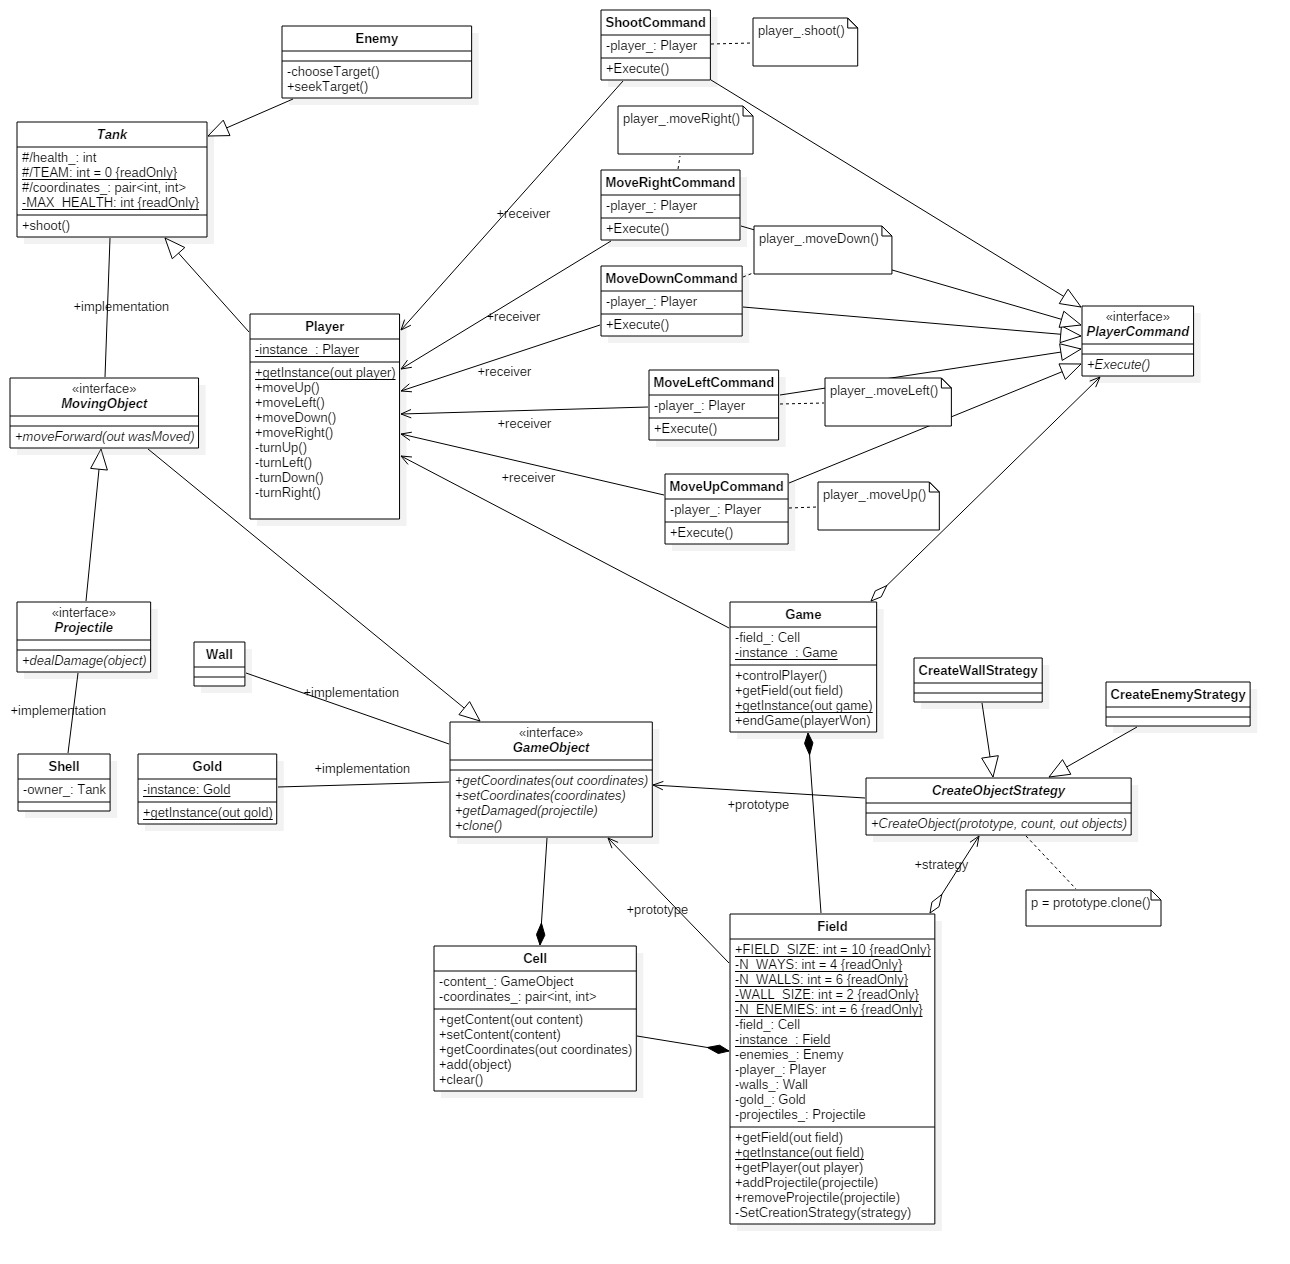 Enemy
-chooseTarget()
+seekTarget()
ShootCommand
-player_: Player
+Execute()
player_.shoot()
Tank
#/health_: int
#/TEAM: int = 0 {readOnly}
#/coordinates_: pair<int, int>
-MAX_HEALTH: int {readOnly}
+shoot()
player_.moveRight()
MoveRightCommand
-player_: Player
+Execute()
+receiver
player_.moveDown()
MoveDownCommand
-player_: Player
+Execute()
+receiver
+implementation
«interface»
PlayerCommand
+Execute()
Player
-instance_: Player
+getInstance(out player)
+moveUp()
+moveLeft()
+moveDown()
+moveRight()
-turnUp()
-turnLeft()
-turnDown()
-turnRight()
+receiver
MoveLeftCommand
-player_: Player
+Execute()
player_.moveLeft()
+receiver
«interface»
MovingObject
+moveForward(out wasMoved)
+receiver
MoveUpCommand
-player_: Player
+Execute()
player_.moveUp()
«interface»
Projectile
+dealDamage(object)
Game
-field_: Cell
-instance_: Game
+controlPlayer()
+getField(out field)
+getInstance(out game)
+endGame(playerWon)
Wall
+implementation
CreateWallStrategy
CreateEnemyStrategy
+implementation
«interface»
GameObject
+getCoordinates(out coordinates)
+setCoordinates(coordinates)
+getDamaged(projectile)
+clone()
Shell
-owner_: Tank
Gold
-instance: Gold
+getInstance(out gold)
+implementation
+prototype
CreateObjectStrategy
+CreateObject(prototype, count, out objects)
+strategy
p = prototype.clone()
+prototype
Cell
-content_: GameObject
-coordinates_: pair<int, int>
+getContent(out content)
+setContent(content)
+getCoordinates(out coordinates)
+add(object)
+clear()
Field
+FIELD_SIZE: int = 10 {readOnly}
-N_WAYS: int = 4 {readOnly}
-N_WALLS: int = 6 {readOnly}
-WALL_SIZE: int = 2 {readOnly}
-N_ENEMIES: int = 6 {readOnly}
-field_: Cell
-instance_: Field
-enemies_: Enemy
-player_: Player
-walls_: Wall
-gold_: Gold
-projectiles_: Projectile
+getField(out field)
+getInstance(out field)
+getPlayer(out player)
+addProjectile(projectile)
+removeProjectile(projectile)
-SetCreationStrategy(strategy)